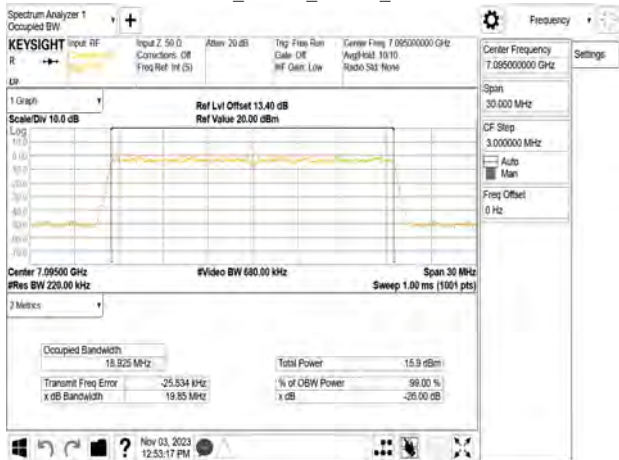 Spectrum Analyzer 1
Occupied BW
+
Frequency
KEYSIGHT
R
Input: RF
Input Z: 50 Ω
Corrections: Off
Freq Ref: Int (S)
Atten: 20 dB
Trig: Free Run
Gate: Off
#IF Gain: Low
Center Freq: 7.095000000 GHz
Avg|Hold: 10/10
Radio Std: None
Center Frequency
7.095000000 GHz
Settings
Span
30.000 MHz
CF Step
3.000000 MHz
Auto
Man
Freq Offset
0 Hz
1 Graph
Scale/Div 10.0 dB
Ref Lvl Offset 13.40 dB
Ref Value 20.00 dBm
Log
Center 7.09500 GHz
#Video BW 680.00 kHz
Span 30 MHz
#Res BW 220.00 kHz
Sweep 1.00 ms (1001 pts)
2 Metrics
Occupied Bandwidth
18.925 MHz
Total Power
15.9 dBm
Transmit Freq Error
-25.534 kHz
% of OBW Power
99.00 %
x dB Bandwidth
19.85 MHz
x dB
-26.00 dB
?
Nov 03, 2023
12:53:17 PM